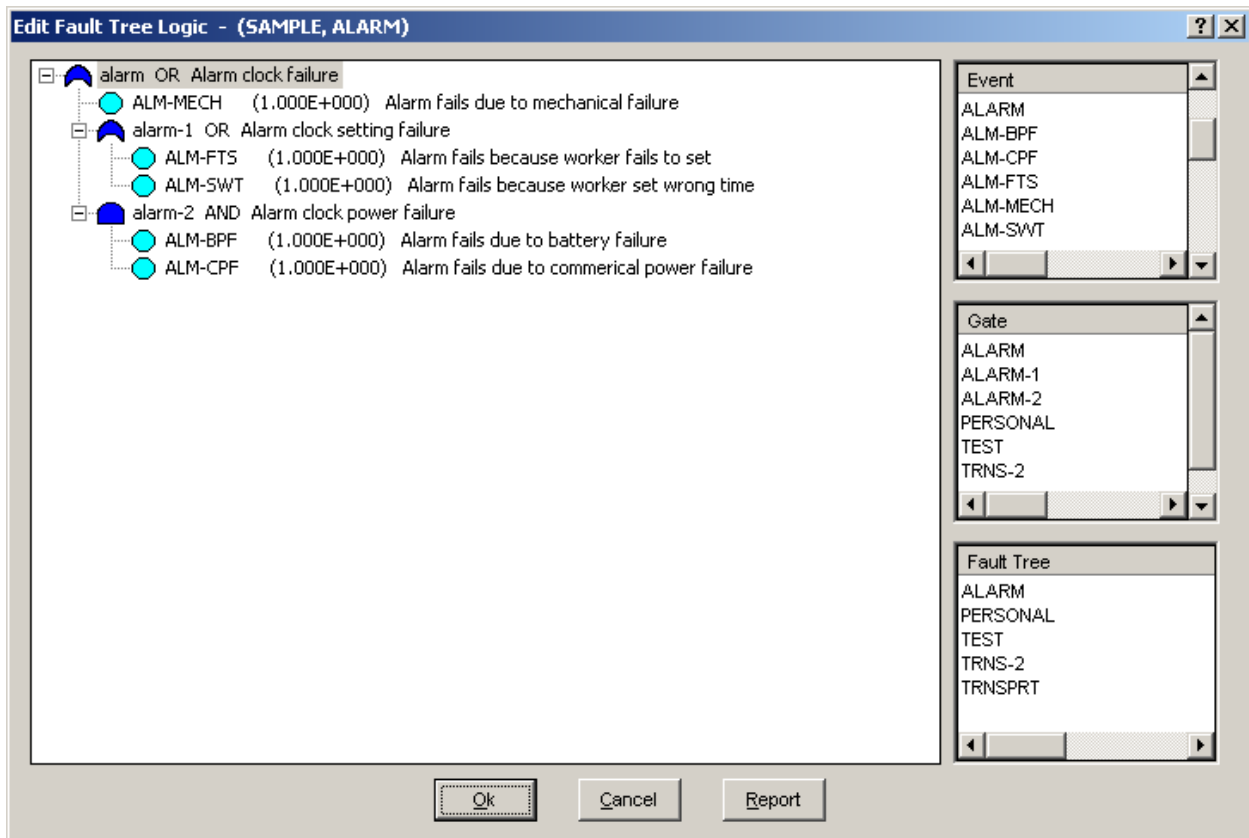 Edit Fault Tree Logic - (SAMPLE, ALARM)
alarm OR Alarm clock failure
ALM-MECH (1.000E+000) Alarm fails due to mechanical failure
alarm-1 OR Alarm clock setting failure
ALM-FTS (1.000E+000) Alarm fails because worker fails to set
ALM-SWT (1.000E+000) Alarm fails because worker set wrong time
alarm-2 AND Alarm clock power failure
ALM-BPF (1.000E+000) Alarm fails due to battery failure
ALM-CPF (1.000E+000) Alarm fails due to commerical power failure
Event
ALARM
ALM-BPF
ALM-CPF
ALM-FTS
ALM-MECH
ALM-SWT
Gate
ALARM
ALARM-1
ALARM-2
PERSONAL
TEST
TRNS-2
Fault Tree
ALARM
PERSONAL
TEST
TRNS-2
TRNSPRT
Ok
Cancel
Report